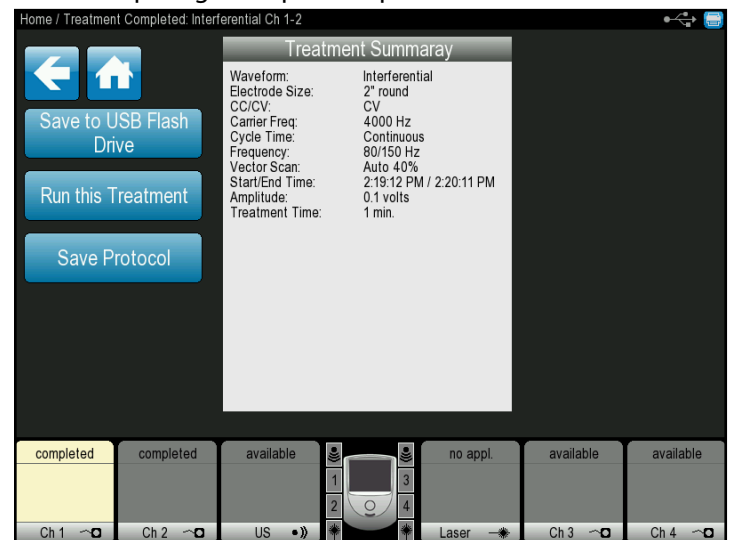 Home / Treatment Completed: Interferential Ch 1-2
Treatment Summaray
Save to USB Flash
Drive
Run this Treatment
Save Protocol
Waveform: Interferential
Electrode Size: 2" round
CC/CV: CV
Carrier Freq: 4000 Hz
Cycle Time: Continuous
Frequency: 80/150 Hz
Vector Scan: Auto 40%
Start/End Time: 2:19:12 PM / 2:20:11 PM
Amplitude: 0.1 volts
Treatment Time: 1 min.
completed completed available no appl. available available
1 3
2 4
Ch 1 Ch 2 US Laser Ch 3 Ch 4